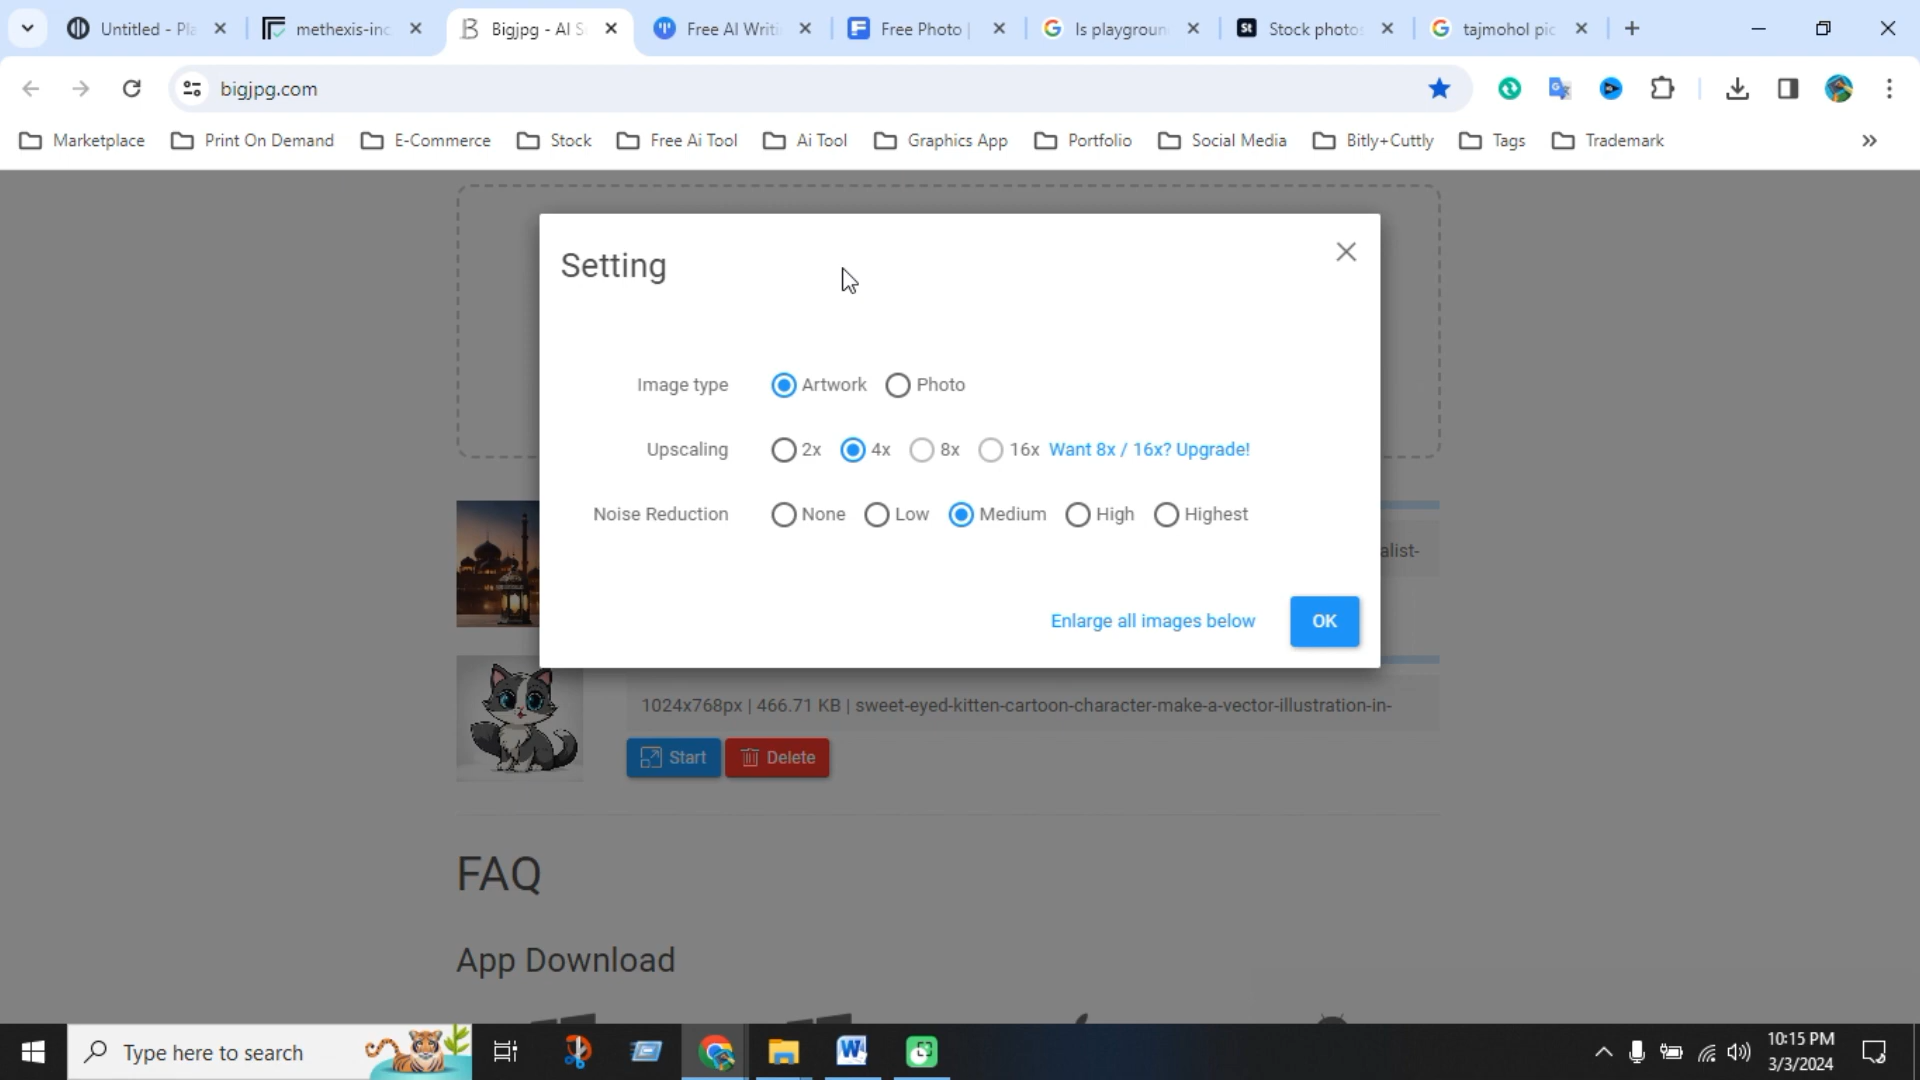 Untitled - Pla
methexis-inc
Bigjpg - AI S
Free AI Writi
Free Photo |
Is playgroun
St
Stock photo
tajmohol pic
bigjpg.com
Marketplace
Print On Demand
E-Commerce
Stock
Free Ai Tool
Ai Tool
Graphics App
Portfolio
Social Media
Bitly+Cuttly
Tags
Trademark
Setting
Image type Artwork Photo
Upscaling 2x 4x 8x 16x Want 8x / 16x? Upgrade!
Noise Reduction None Low Medium High Highest
alist-
Enlarge all images below OK
1024x768px | 466.71 KB | sweet-eyed-kitten-cartoon-character-make-a-vector-illustration-in-
Start Delete
FAQ
App Download
Type here to search
10:15 PM
3/3/2024